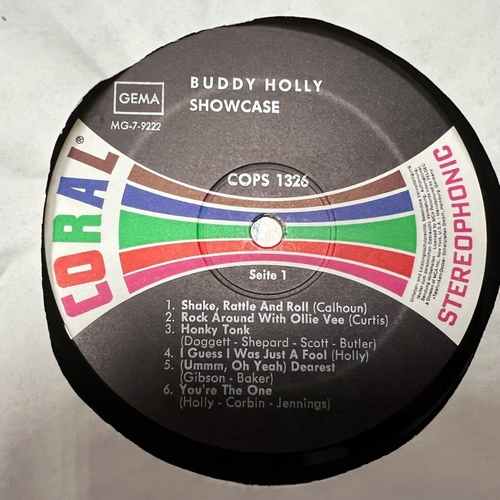 BUDDY HOLLY
SHOWCASE
GEMA
MG-7-9222
CORAL®
COPS 1326
STEREOPHONIC
Seite 1
1. Shake, Rattle And Roll (Calhoun)
2. Rock Around With Ollie Vee (Curtis)
3. Honky Tonk
(Doggett - Shepard - Scott - Butler)
4. I Guess I Was Just A Fool (Holly)
5. (Ummm, Oh Yeah) Dearest
(Gibson - Baker)
6. You're The One
(Holly - Corbin - Jennings)